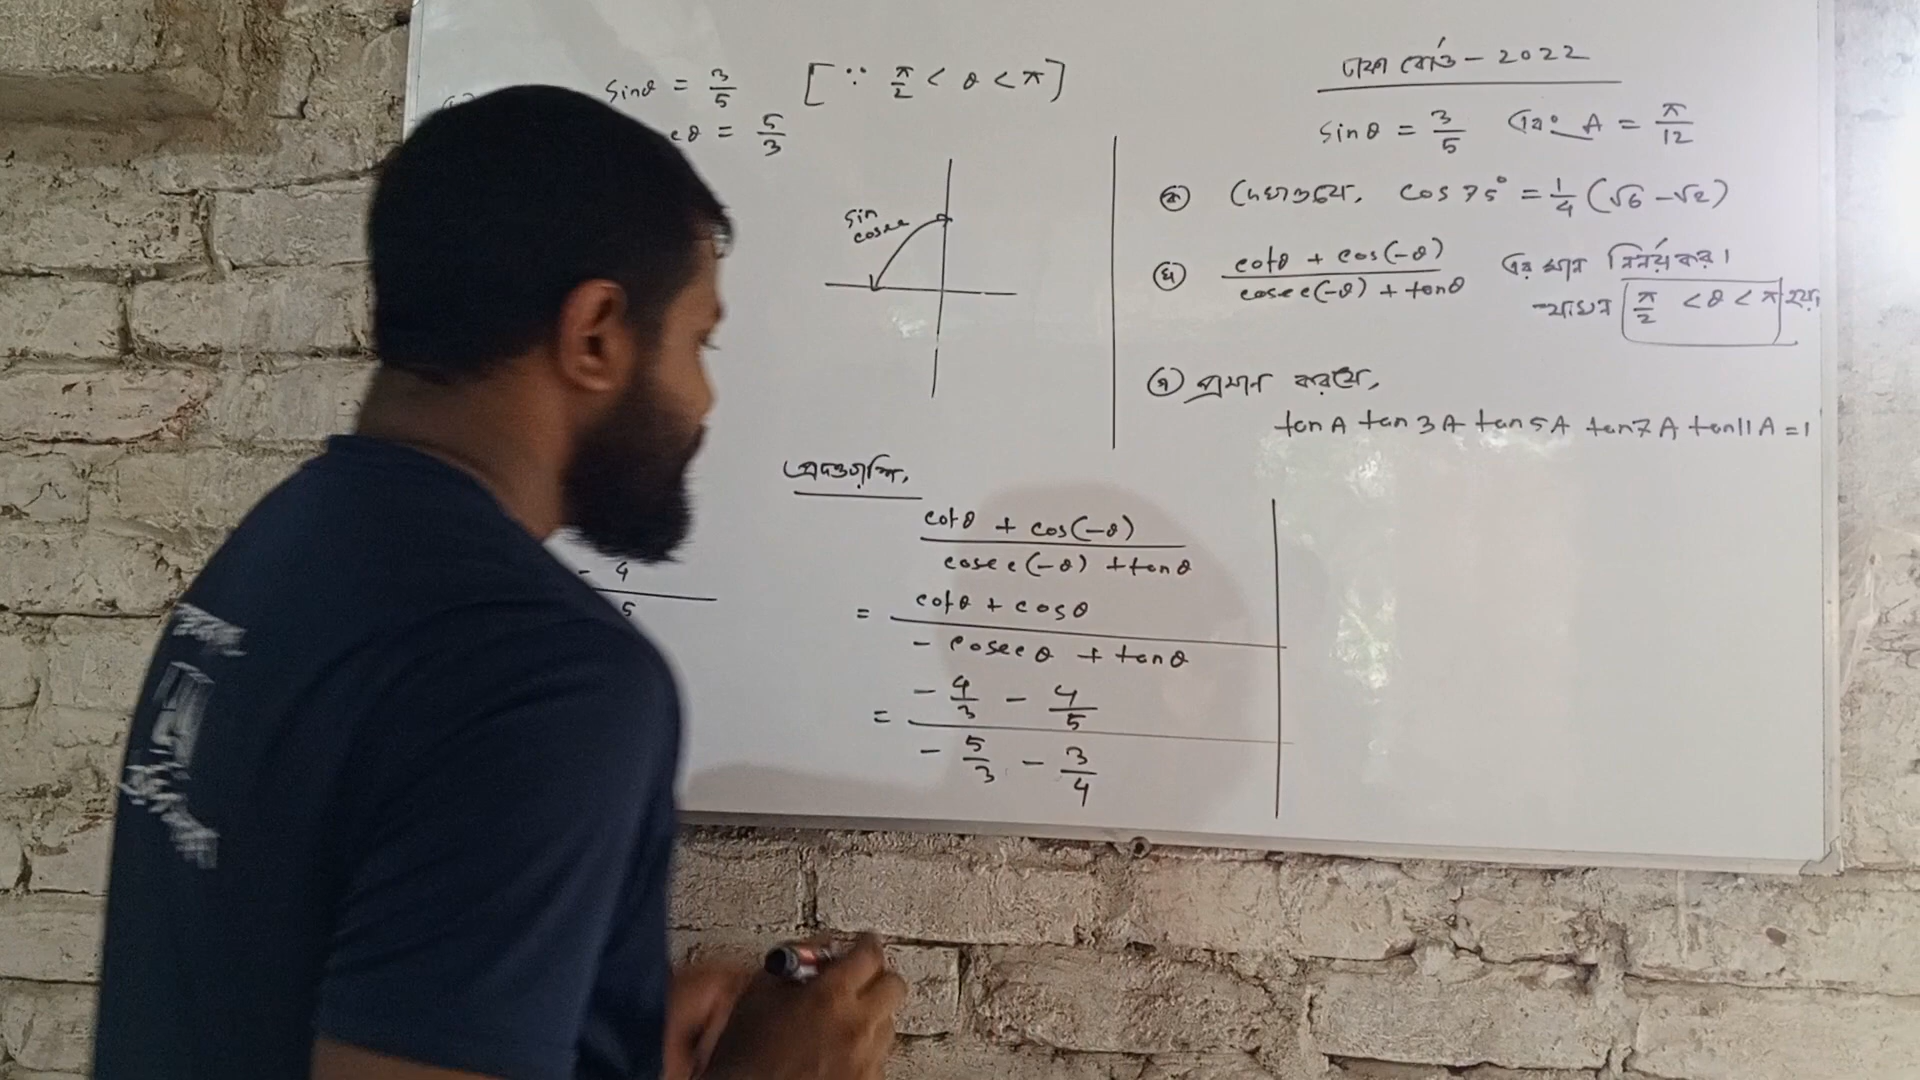 sinθ = 3/5 [∵ π/2 < θ < π]
θ = 5/3
sin
cosec
- 4
5
ঢাকা বোর্ড - 2022
sinθ = 3/5 এবং A = π/12
(ক) দেখাও যে, cos 75° = 1/4 (√6 - √2)
(খ) cotθ + cos(-θ) / cosec(-θ) + tanθ এর মান নির্ণয় কর।
যখন π/2 < θ < π হয়।
(গ) প্রমাণ কর যে,
tan A tan 3A tan 5A tan 7A tan 11A = 1
প্রদত্ত রাশি,
cotθ + cos(-θ) / cosec(-θ) + tanθ
= cotθ + cosθ / - cosecθ + tanθ
= - 4/3 - 4/5 / - 5/3 - 3/4